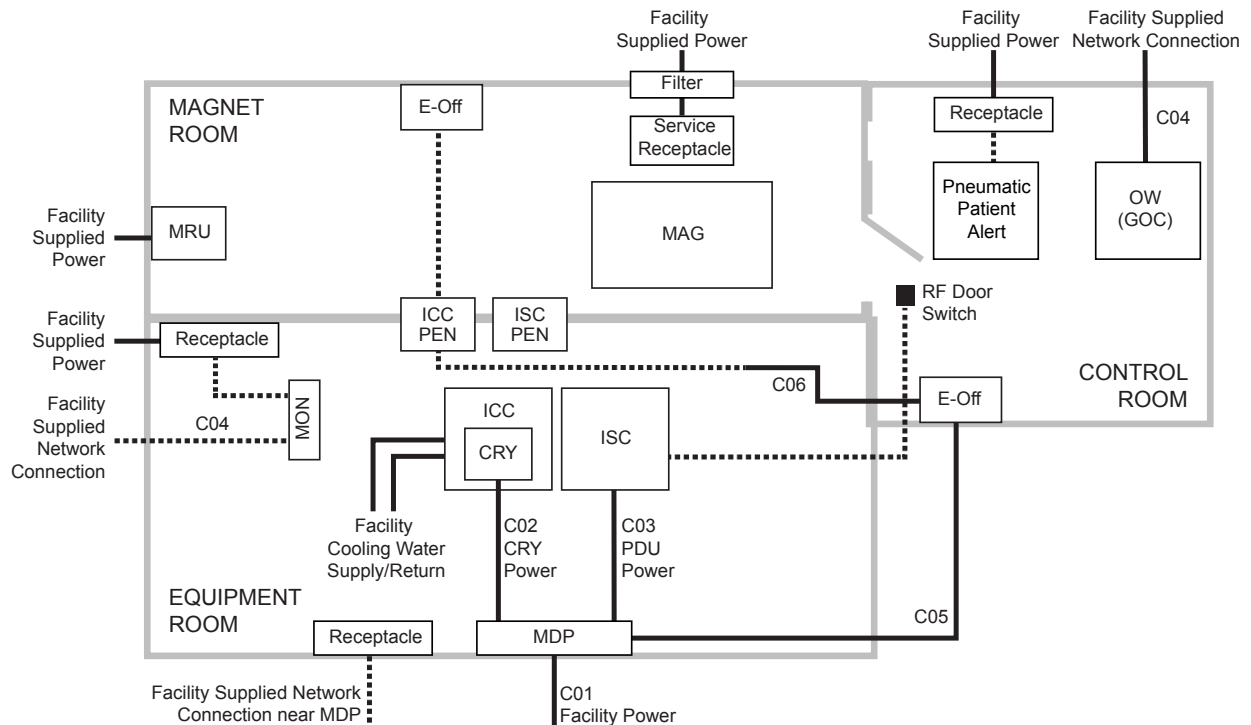 Facility
Supplied Power
Facility
Supplied Power
Facility Supplied
Network Connection
MAGNET
ROOM
E-Off
Filter
Service
Receptacle
Receptacle
C04
Pneumatic
Patient
Alert
OW
(GOC)
Facility
Supplied
Power
MRU
MAG
RF Door
Switch
Facility
Supplied
Power
Receptacle
ICC
PEN
ISC
PEN
CONTROL
ROOM
C06
E-Off
Facility
Supplied
Network
Connection
C04
MON
ICC
CRY
ISC
Facility
Cooling Water
Supply/Return
C02
CRY
Power
C03
PDU
Power
EQUIPMENT
ROOM
C05
Receptacle
MDP
Facility Supplied Network
Connection near MDP
C01
Facility Power